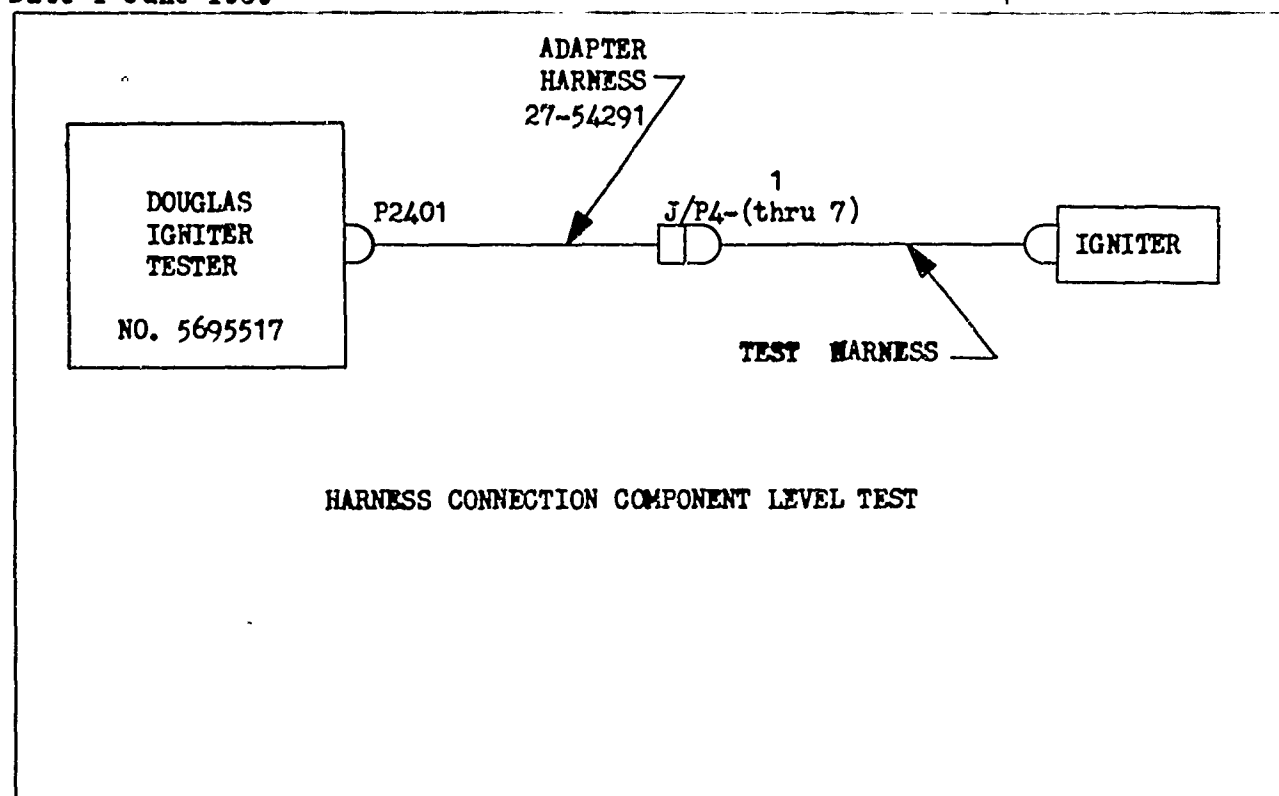 ADAPTER
HARNESS
27-54291
DOUGLAS
IGNITER
TESTER
NO. 5695517
P2401
1
J/P4-(thru 7)
IGNITER
TEST HARNESS
HARNESS CONNECTION COMPONENT LEVEL TEST